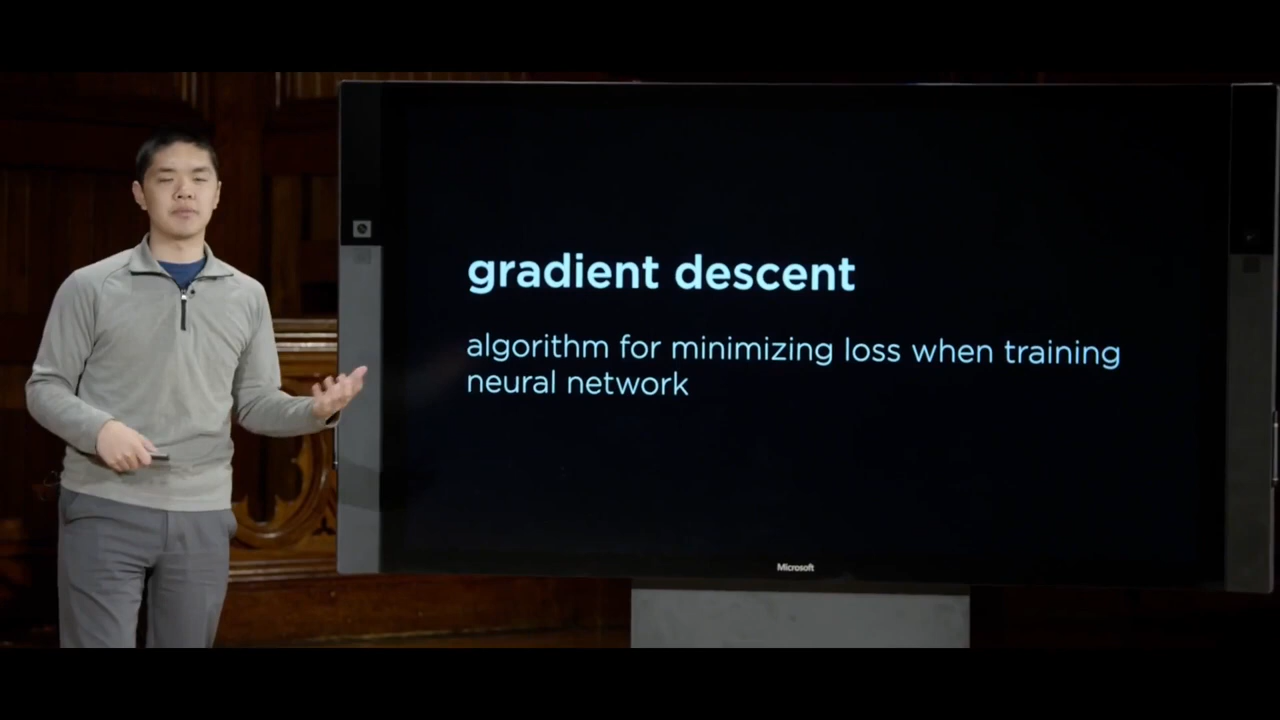 gradient descent
algorithm for minimizing loss when training
neural network
Microsoft